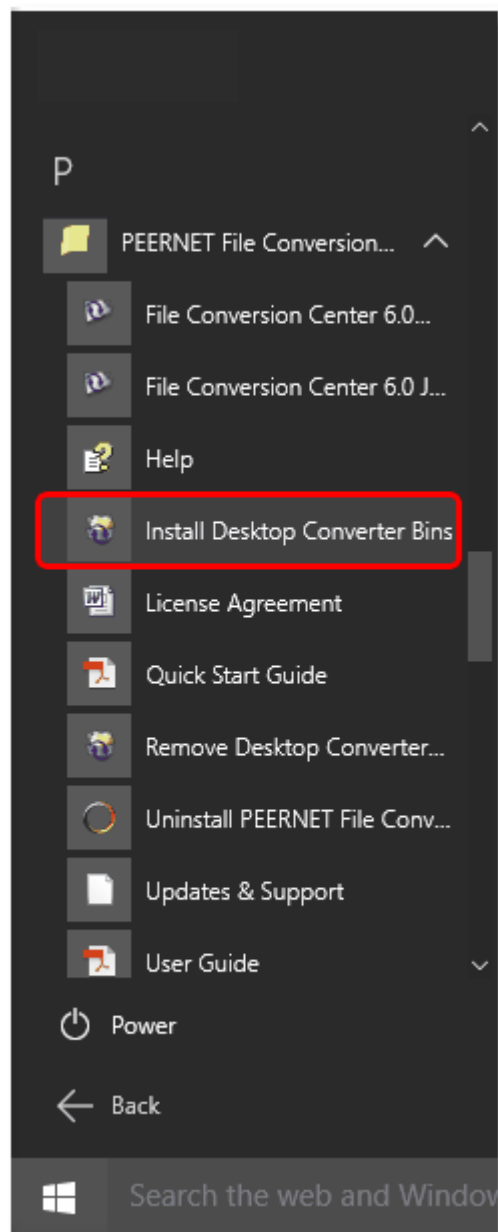 P
PEERNET File Conversion...
File Conversion Center 6.0...
File Conversion Center 6.0 J...
Help
Install Desktop Converter Bins
License Agreement
Quick Start Guide
Remove Desktop Converter...
Uninstall PEERNET File Conv...
Updates & Support
User Guide
Power
Back
Search the web and Window